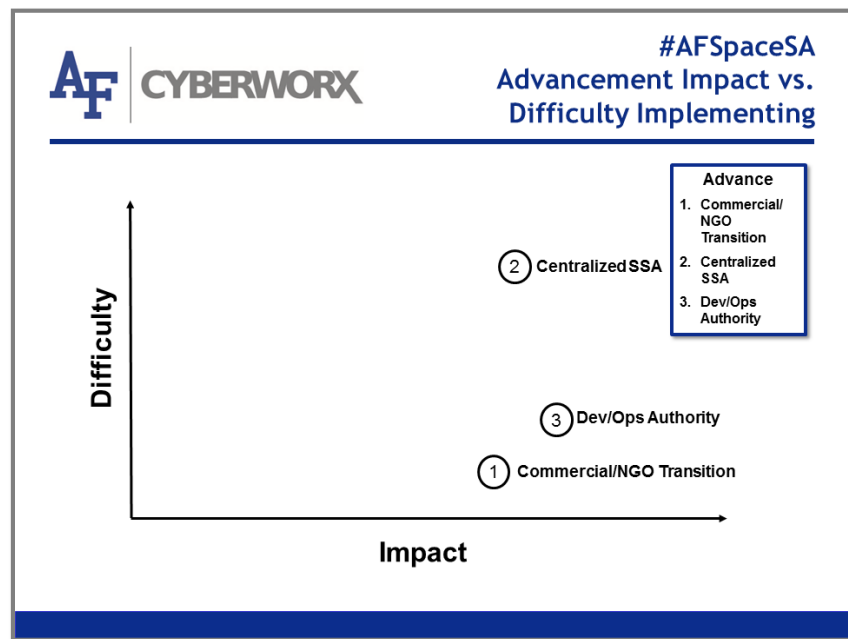 AF CYBERWORX
#AFSpaceSA
Advancement Impact vs.
Difficulty Implementing
Advance
1. Commercial/
NGO
Transition
2. Centralized
SSA
3. Dev/Ops
Authority
Difficulty
2 Centralized SSA
3 Dev/Ops Authority
1 Commercial/NGO Transition
Impact